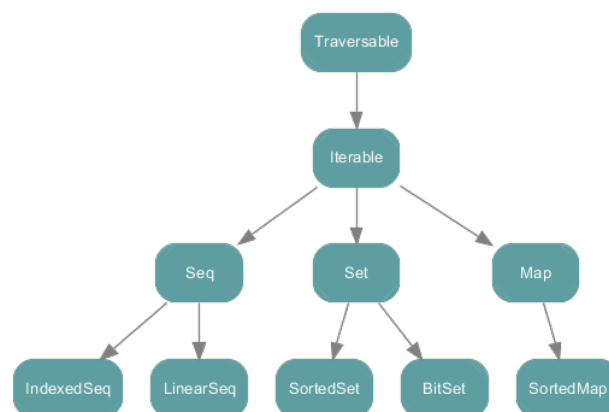 Traversable
Iterable
Seq
Set
Map
IndexedSeq
LinearSeq
SortedSet
BitSet
SortedMap